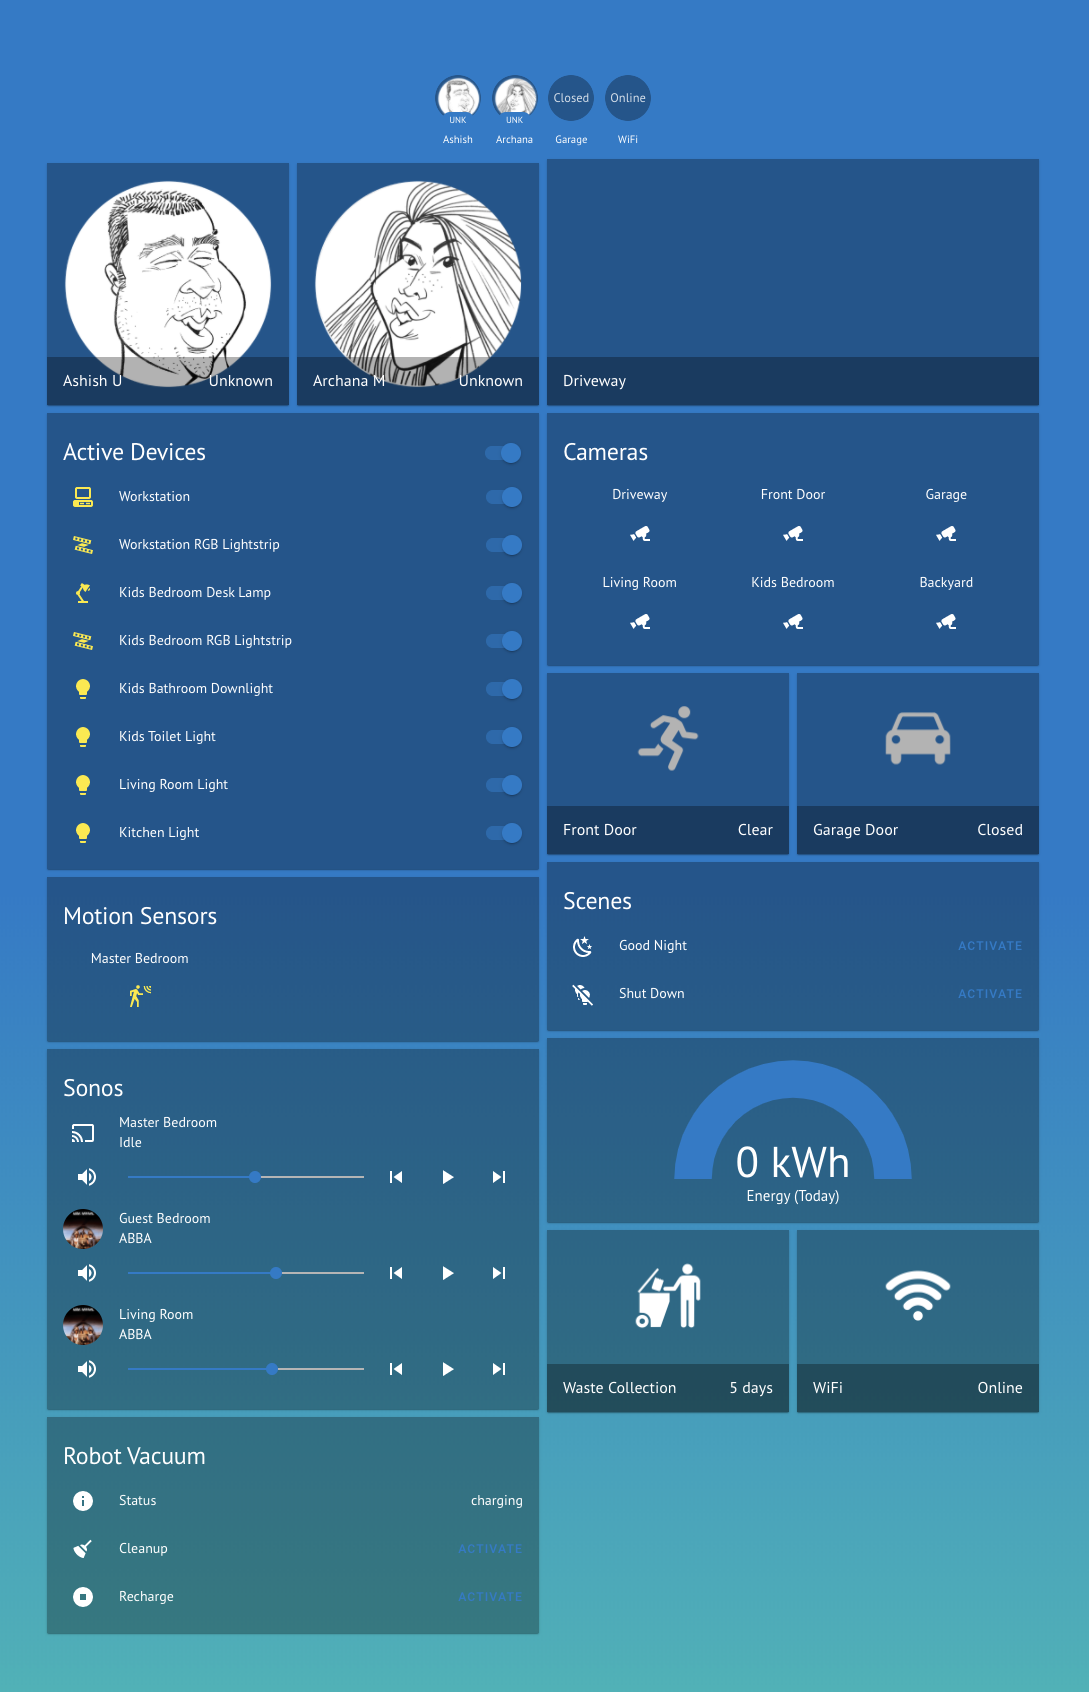 Closed
Online
UNK
UNK
Ashish
Archana
Garage
WiFi
Ashish U
Unknown
Archana M
Unknown
Driveway
Active Devices
Workstation
Workstation RGB Lightstrip
Kids Bedroom Desk Lamp
Kids Bedroom RGB Lightstrip
Kids Bathroom Downlight
Kids Toilet Light
Living Room Light
Kitchen Light
Motion Sensors
Master Bedroom
Sonos
Master Bedroom
Idle
Guest Bedroom
ABBA
Living Room
ABBA
Robot Vacuum
Status charging
Cleanup ACTIVATE
Recharge ACTIVATE
Cameras
Driveway Front Door Garage
Living Room Kids Bedroom Backyard
Front Door Clear
Garage Door Closed
Scenes
Good Night ACTIVATE
Shut Down ACTIVATE
0 kWh
Energy (Today)
Waste Collection 5 days
WiFi Online